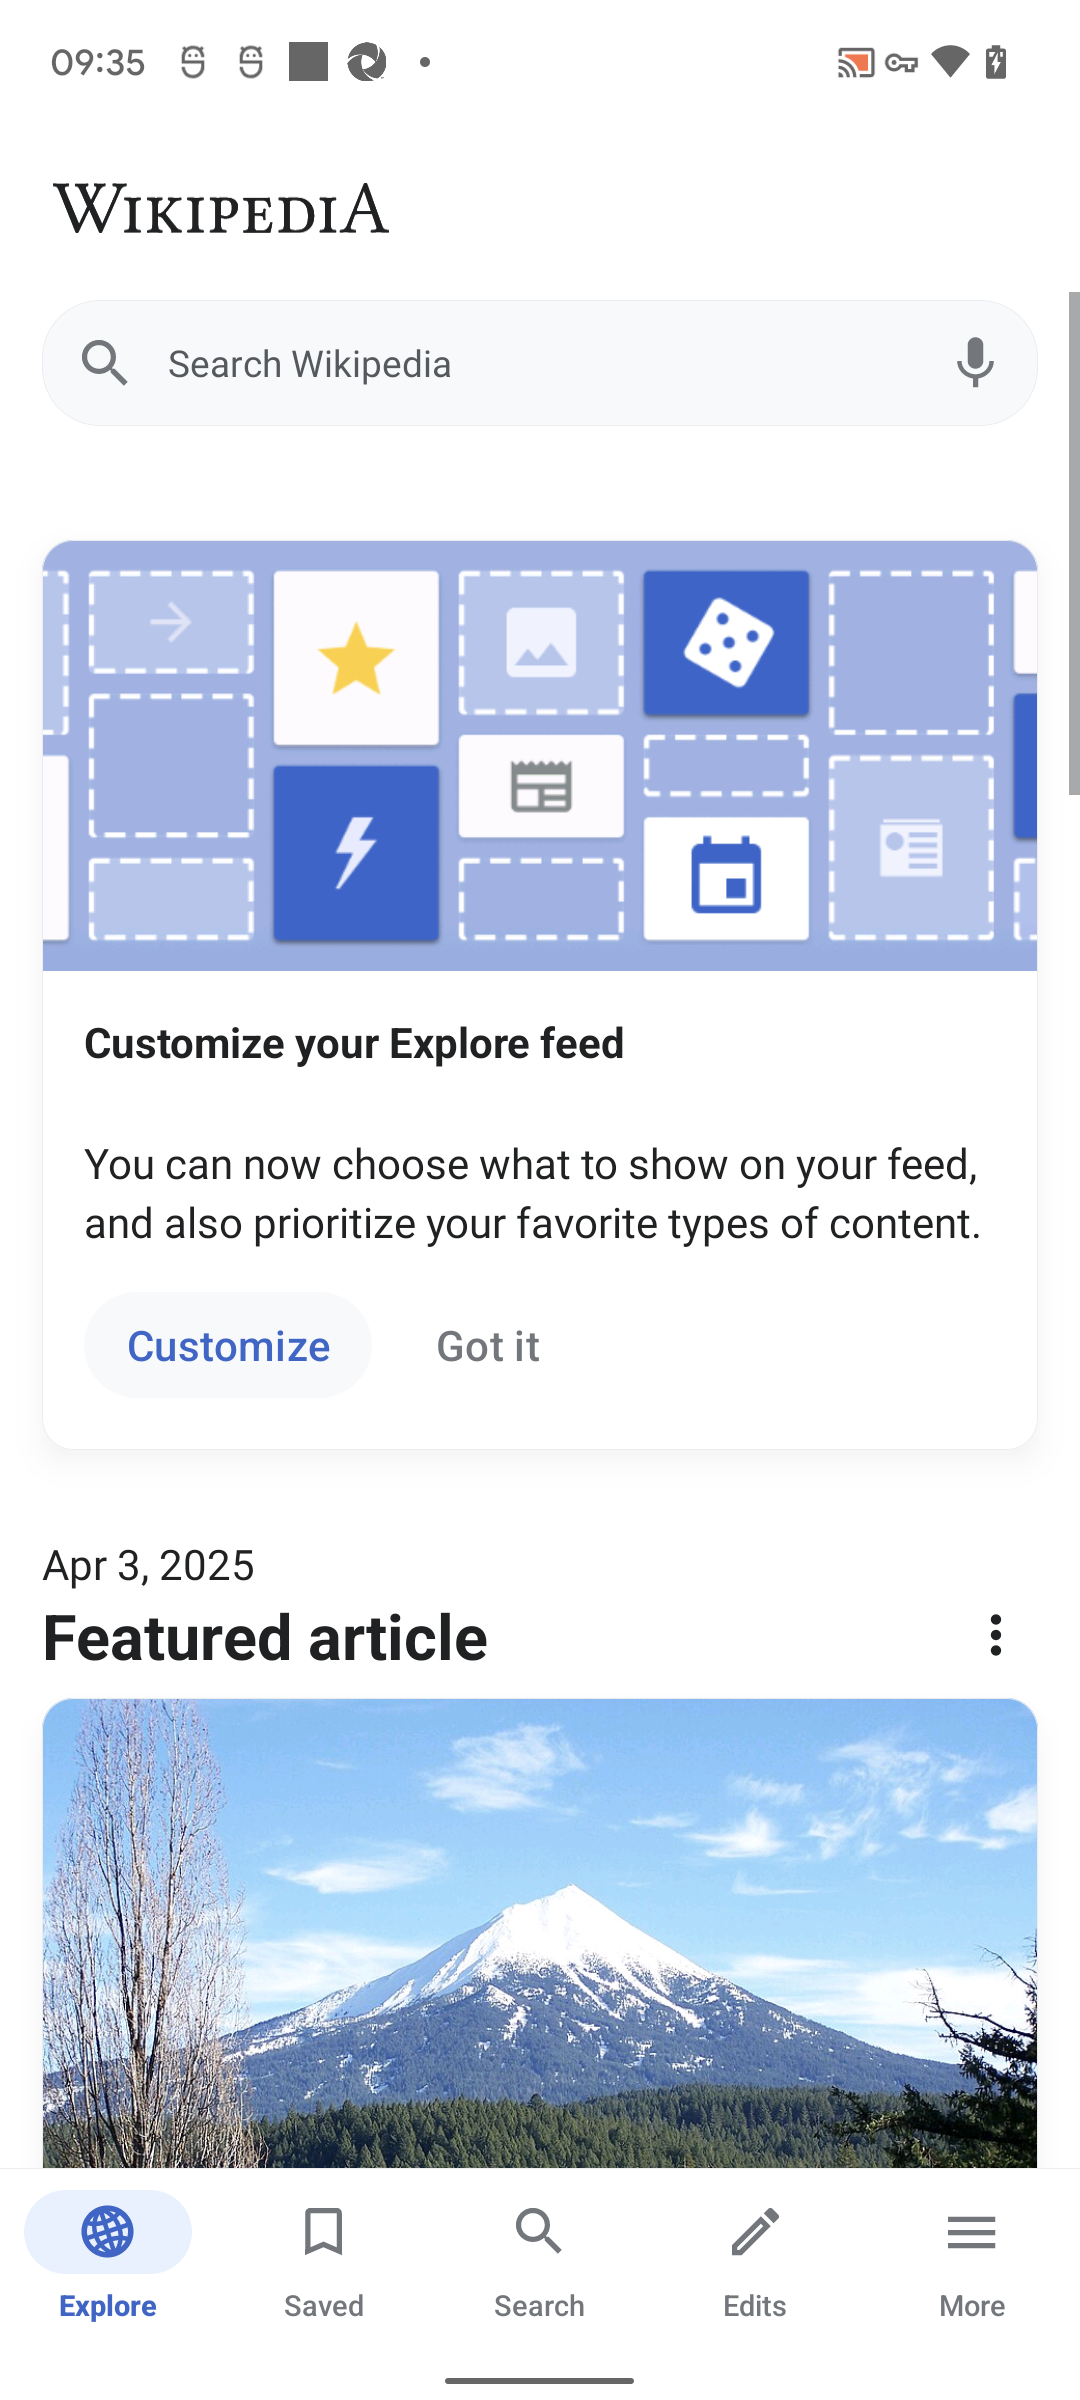 09:35
WIKIPEDIA
Search Wikipedia
Customize your Explore feed
You can now choose what to show on your feed,
and also prioritize your favorite types of content.
Customize Got it
Apr 3, 2025
Featured article
Explore Saved Search Edits More